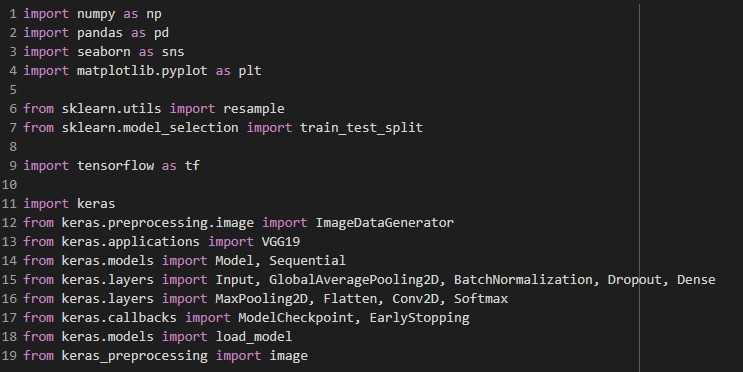 1 import numpy as np
2 import pandas as pd
3 import seaborn as sns
4 import matplotlib.pyplot as plt
5
6 from sklearn.utils import resample
7 from sklearn.model_selection import train_test_split
8
9 import tensorflow as tf
10
11 import keras
12 from keras.preprocessing.image import ImageDataGenerator
13 from keras.applications import VGG19
14 from keras.models import Model, Sequential
15 from keras.layers import Input, GlobalAveragePooling2D, BatchNormalization, Dropout, Dense
16 from keras.layers import MaxPooling2D, Flatten, Conv2D, Softmax
17 from keras.callbacks import ModelCheckpoint, EarlyStopping
18 from keras.models import load_model
19 from keras_preprocessing import image